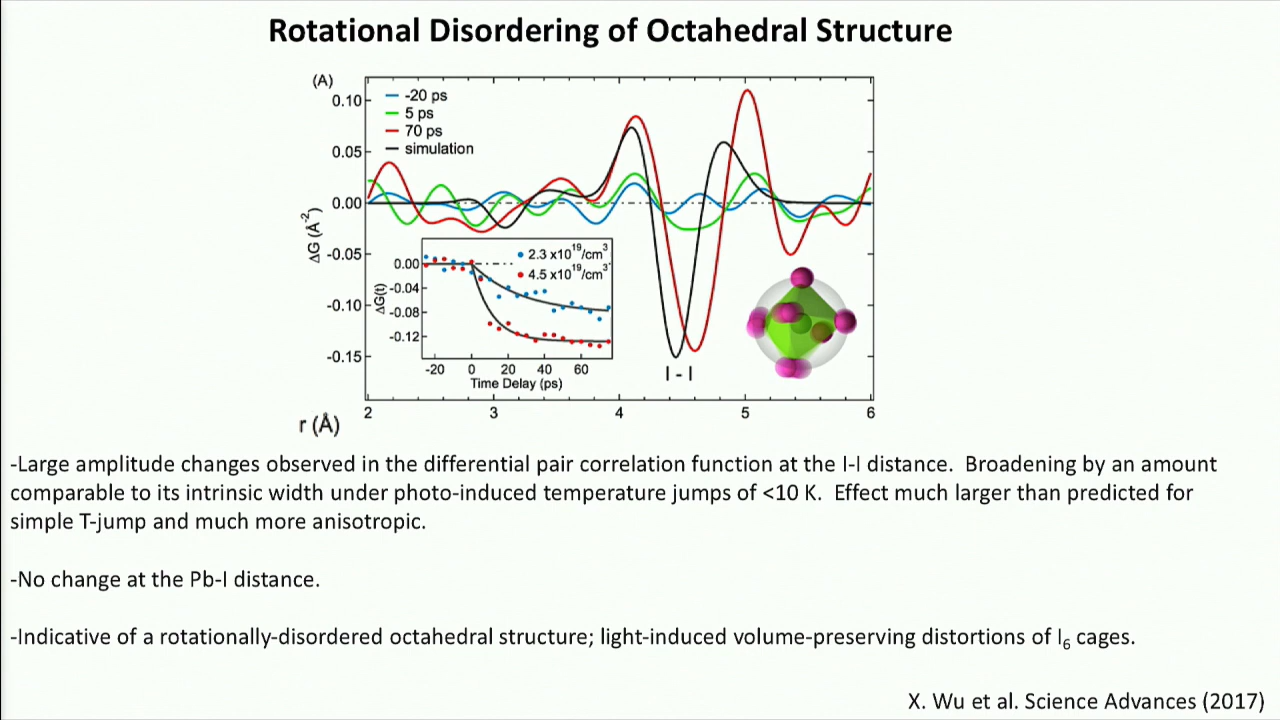 Rotational Disordering of Octahedral Structure
(A)
-20 ps
5 ps
70 ps
simulation
0.10
0.05
0.00
-0.05
-0.10
-0.15
ΔG (Å⁻²)
2.3 x10¹⁹/cm³
4.5 x10¹⁹/cm³
0.00
-0.04
-0.08
-0.12
ΔG(t)
-20 0 20 40 60
Time Delay (ps)
I - I
2 3 4 5 6
r (Å)
-Large amplitude changes observed in the differential pair correlation function at the I-I distance. Broadening by an amount
comparable to its intrinsic width under photo-induced temperature jumps of <10 K. Effect much larger than predicted for
simple T-jump and much more anisotropic.
-No change at the Pb-I distance.
-Indicative of a rotationally-disordered octahedral structure; light-induced volume-preserving distortions of I₆ cages.
X. Wu et al. Science Advances (2017)